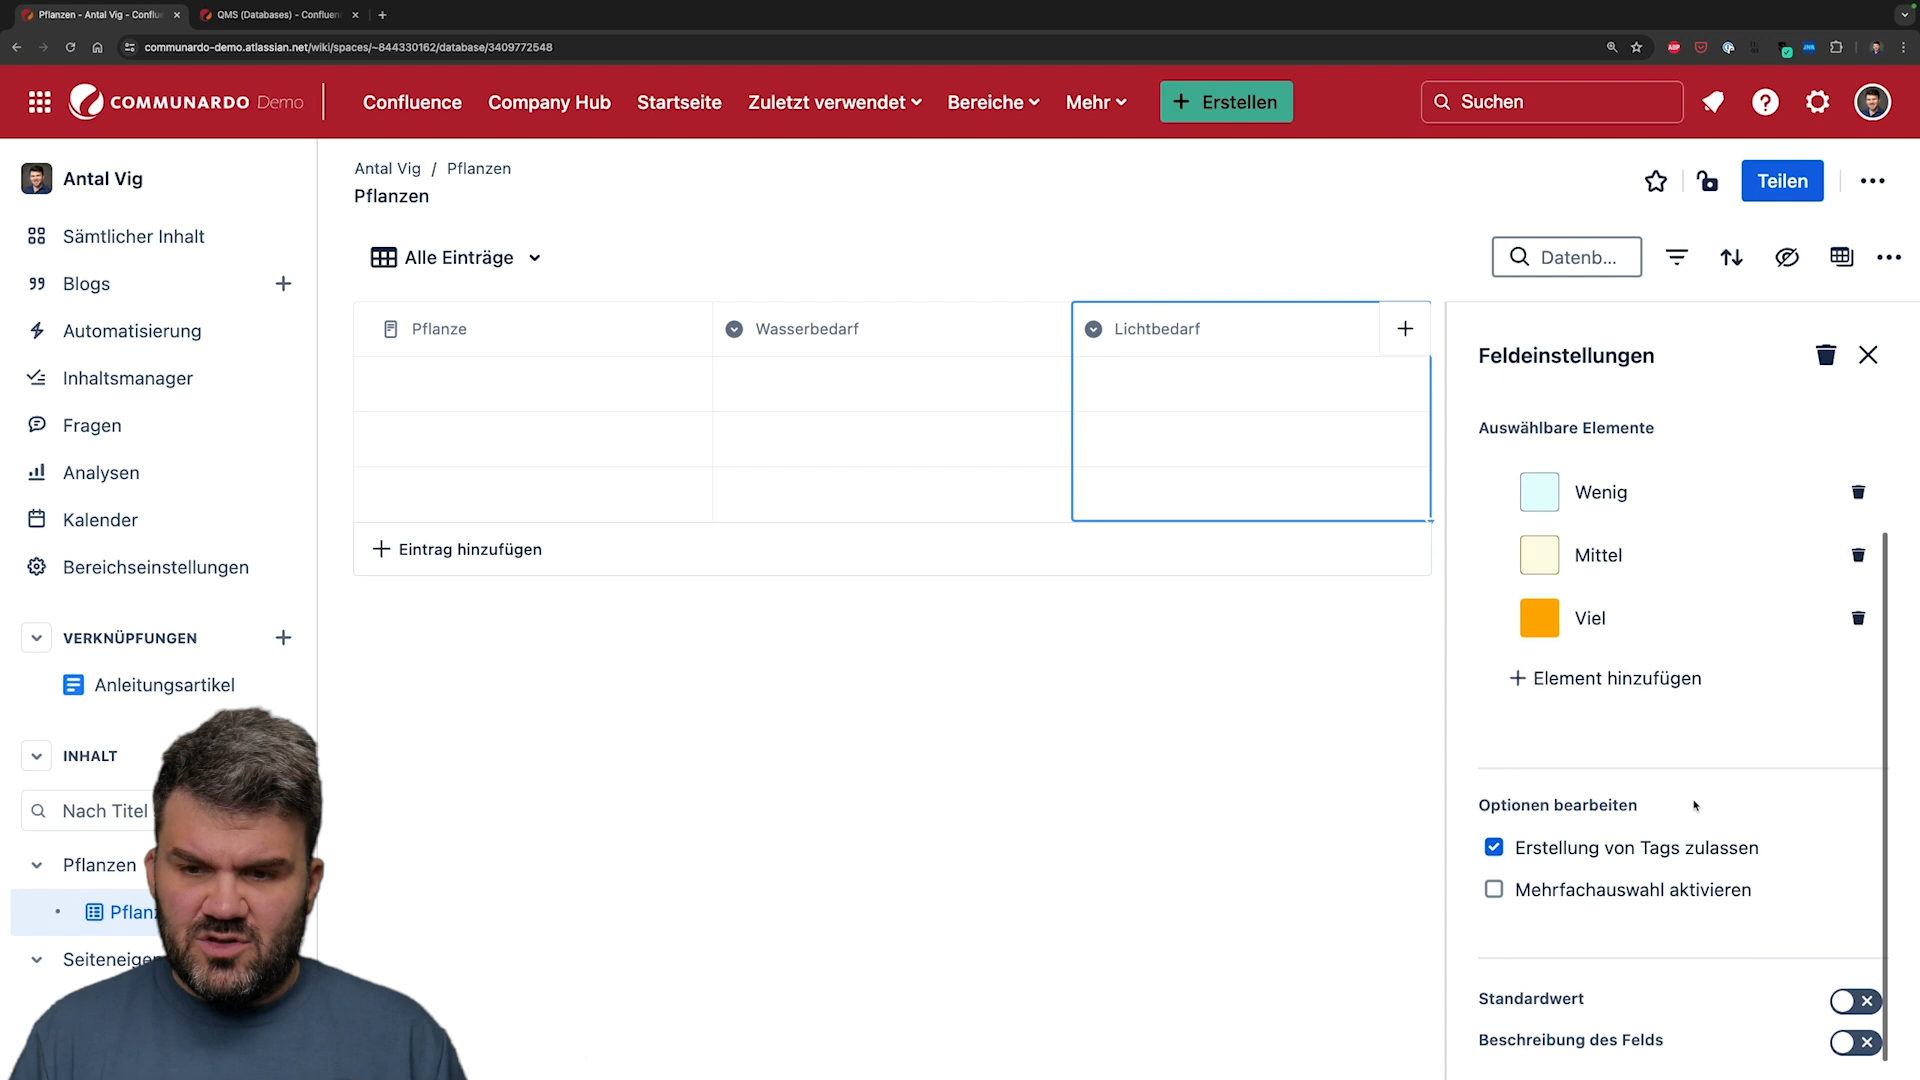 Pflanzen - Antal Vig - Conflu
QMS (Databases) - Confluen
communardo-demo.atlassian.net/wiki/spaces/~844330162/database/3409772548
COMMUNARDO Demo
Confluence
Company Hub
Startseite
Zuletzt verwendet
Bereiche
Mehr
Erstellen
Suchen
Antal Vig
Sämtlicher Inhalt
Blogs
Automatisierung
Inhaltsmanager
Fragen
Analysen
Kalender
Bereichseinstellungen
VERKNÜPFUNGEN
Anleitungsartikel
INHALT
Nach Titel
Pflanzen
Pflanz
Seiteneigen
Antal Vig / Pflanzen
Pflanzen
Teilen
Alle Einträge
Datenb...
Pflanze
Wasserbedarf
Lichtbedarf
Eintrag hinzufügen
Feldeinstellungen
Auswählbare Elemente
Wenig
Mittel
Viel
Element hinzufügen
Optionen bearbeiten
Erstellung von Tags zulassen
Mehrfachauswahl aktivieren
Standardwert
Beschreibung des Felds